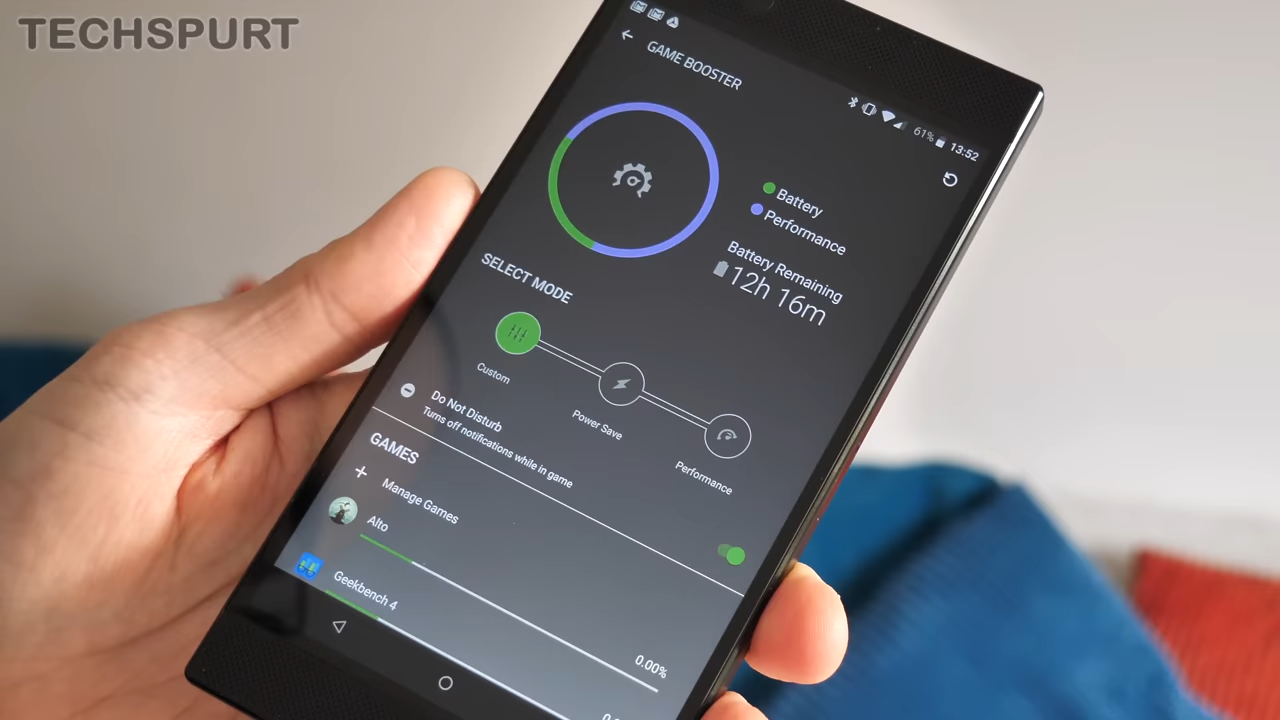 TECHSPURT
GAME BOOSTER
61% 13:52
Battery
Performance
Battery Remaining
12h 16m
SELECT MODE
Custom
Power Save
Performance
Do Not Disturb
Turns off notifications while in game
GAMES
Manage Games
Alto
0.00%
Geekbench 4